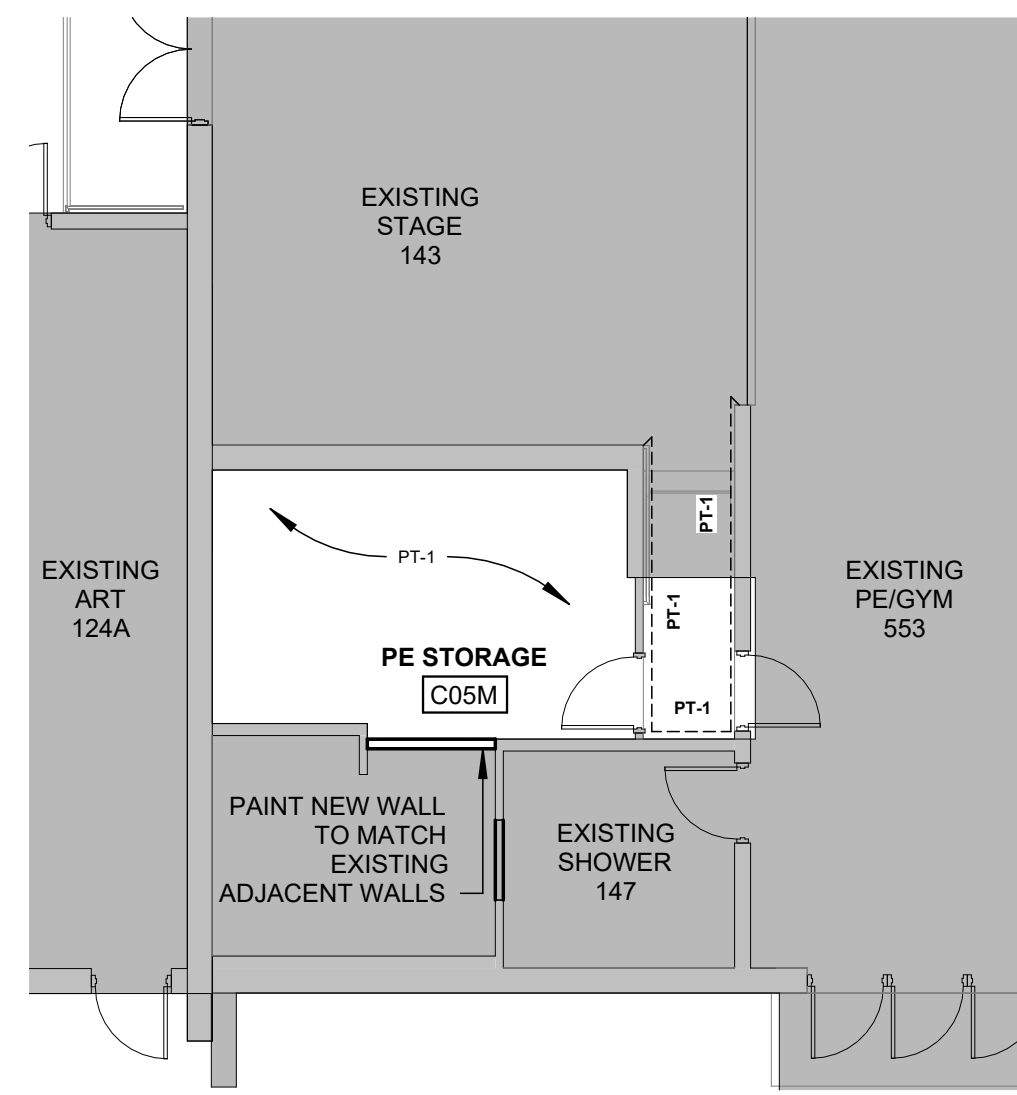 EXISTING
STAGE
143
PT-1
PT-1
EXISTING
ART
124A
PT-1
EXISTING
PE/GYM
553
PE STORAGE
C05M
PT-1
PAINT NEW WALL
TO MATCH
EXISTING
ADJACENT WALLS
EXISTING
SHOWER
147